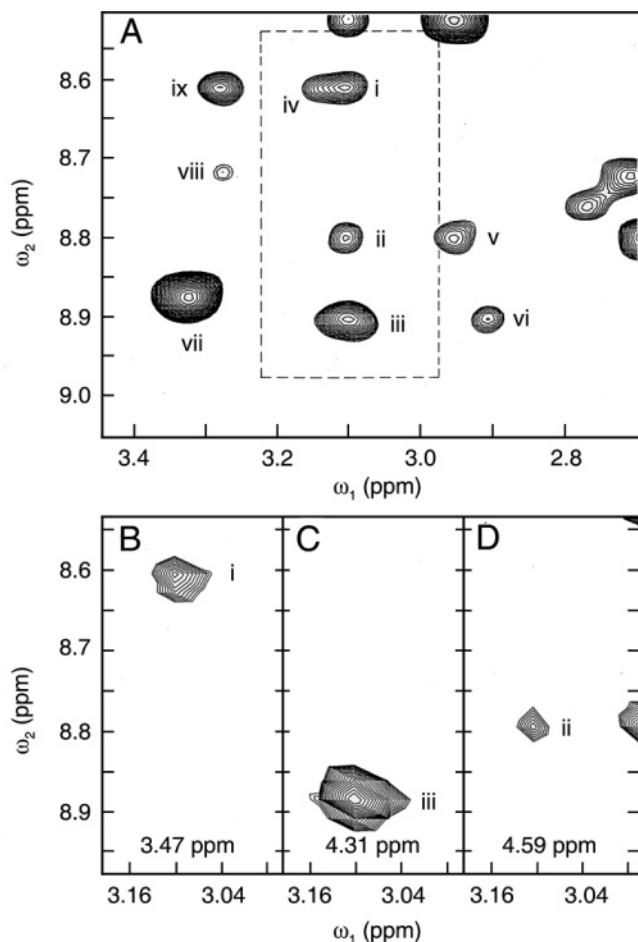 A
8.6
8.7
8.8
8.9
9.0
ω2 (ppm)
ix
iv
i
viii
ii
v
iii
vi
vii
3.4
3.2
3.0
2.8
ω1 (ppm)
B
C
D
8.6
8.7
8.8
8.9
ω2 (ppm)
i
ii
iii
3.47 ppm
4.31 ppm
4.59 ppm
3.16
3.04
3.16
3.04
3.16
3.04
ω1 (ppm)